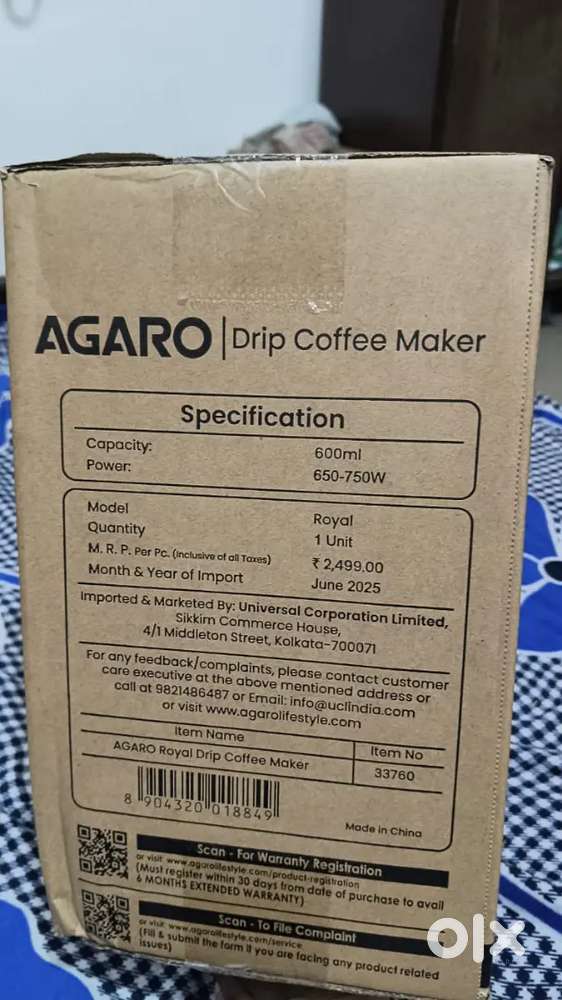 AGARO | Drip Coffee Maker
Specification
Capacity: 600ml
Power: 650-750W
Model Royal
Quantity 1 Unit
M. R. P. Per Pc. (Inclusive of all Taxes) ₹ 2,499.00
Month & Year of Import June 2025
Imported & Marketed By: Universal Corporation Limited,
Sikkim Commerce House,
4/1 Middleton Street, Kolkata-700071
For any feedback/complaints, please contact customer
care executive at the above mentioned address or
call at 9821486487 or Email: info@uclindia.com
or visit www.agarolifestyle.com
Item Name Item No
AGARO Royal Drip Coffee Maker 33760
8 904320 018849
Made in China
Scan - For Warranty Registration
or visit www.agarolifestyle.com/product-registration
(Must register within 30 days from date of purchase to avail
6 MONTHS EXTENDED WARRANTY)
Scan - To File Complaint
or visit www.agarolifestyle.com/service
(Fill & submit the form if you are facing any product related
issues)
olx